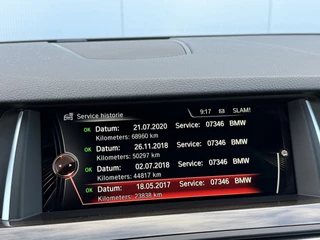 Service historie 9:17 SLAM!
OK Datum: 21.07.2020 Service: 07346 BMW
Kilometers: 68960 km
OK Datum: 26.11.2018 Service: 07346 BMW
Kilometers: 50297 km
OK Datum: 02.07.2018 Service: 07346 BMW
Kilometers: 44817 km
OK Datum: 18.05.2017 Service: 07346 BMW
Kilometers: 23838 km